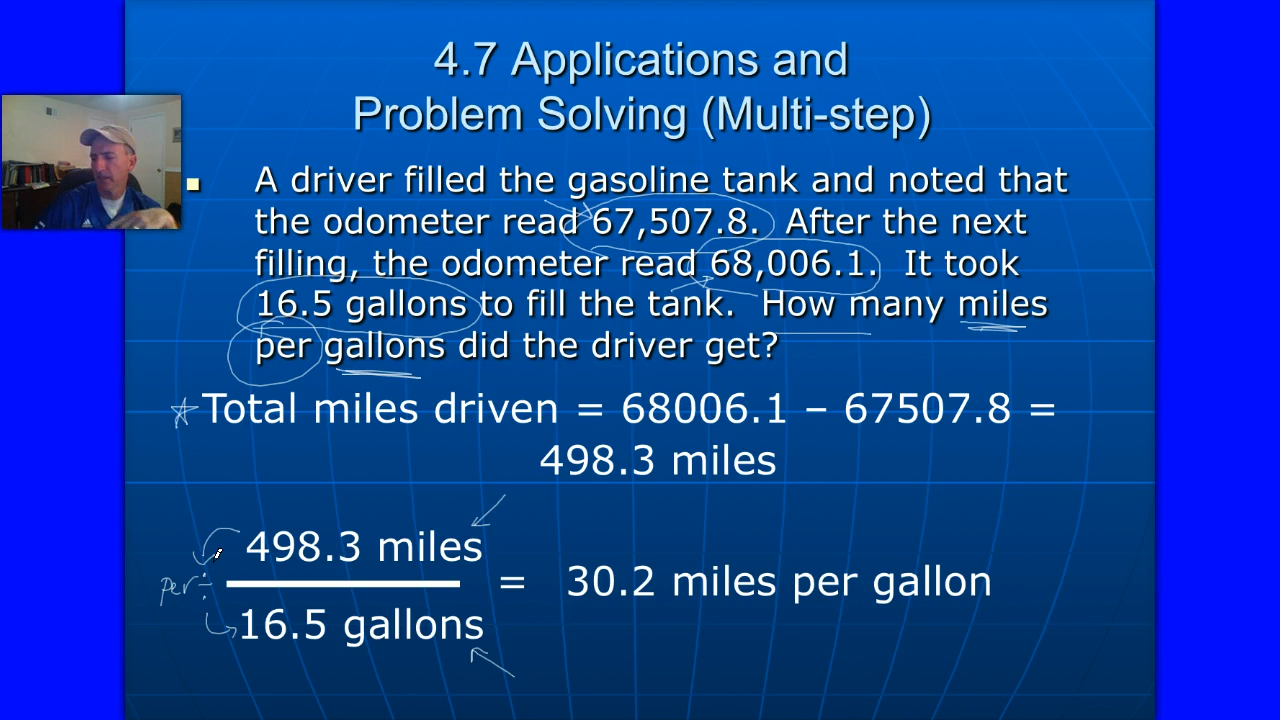 4.7 Applications and
Problem Solving (Multi-step)
A driver filled the gasoline tank and noted that
the odometer read 67,507.8. After the next
filling, the odometer read 68,006.1. It took
16.5 gallons to fill the tank. How many miles
per gallons did the driver get?
Total miles driven = 68006.1 – 67507.8 =
498.3 miles
498.3 miles
per ÷
= 30.2 miles per gallon
16.5 gallons